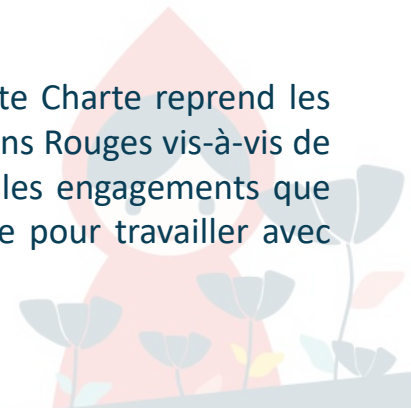 te Charte reprend les
ns Rouges vis-à-vis de
les engagements que
e pour travailler avec